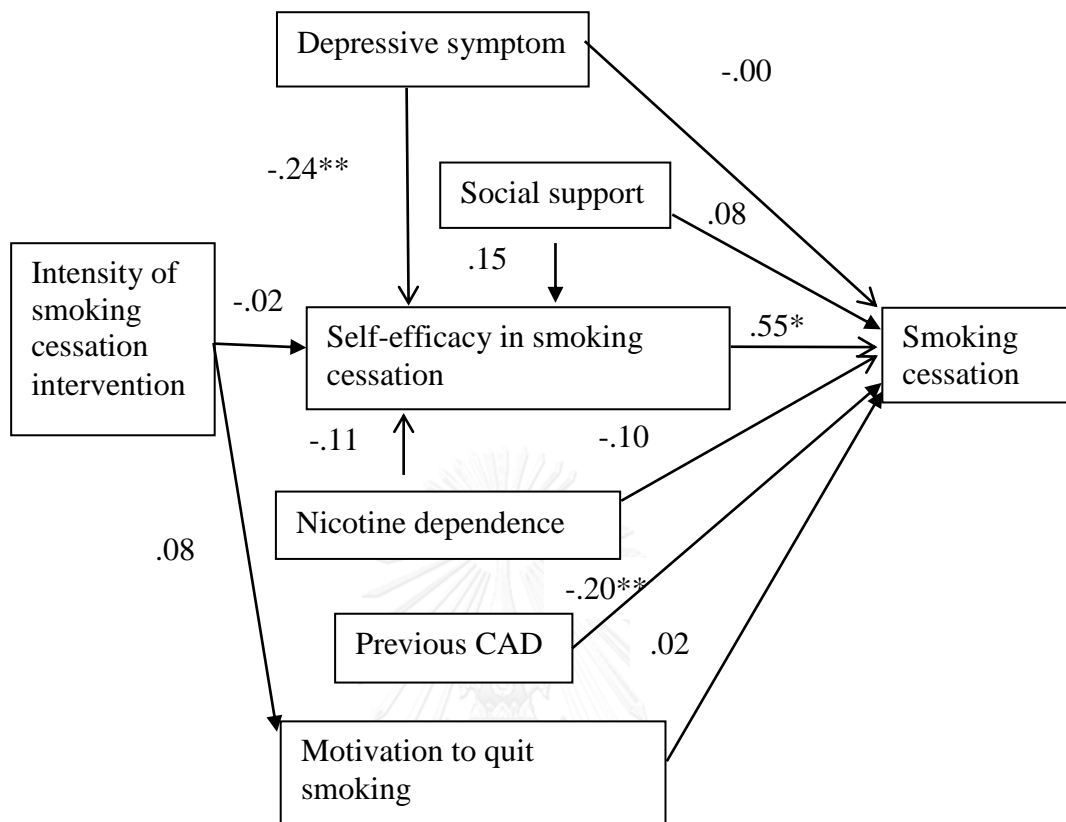 Depressive symptom
-.00
-.24**
Social support
.08
.15
Intensity of
smoking
cessation
intervention
-.02
Self-efficacy in smoking
cessation
.55*
Smoking
cessation
-.11
-.10
Nicotine dependence
.08
-.20**
Previous CAD
.02
Motivation to quit
smoking